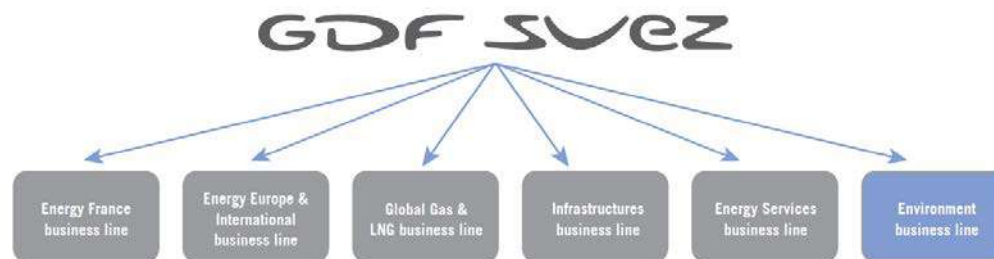 GDF SUEZ
Energy France
business line
Energy Europe &
International
business line
Global Gas &
LNG business line
Infrastructures
business line
Energy Services
business line
Environment
business line